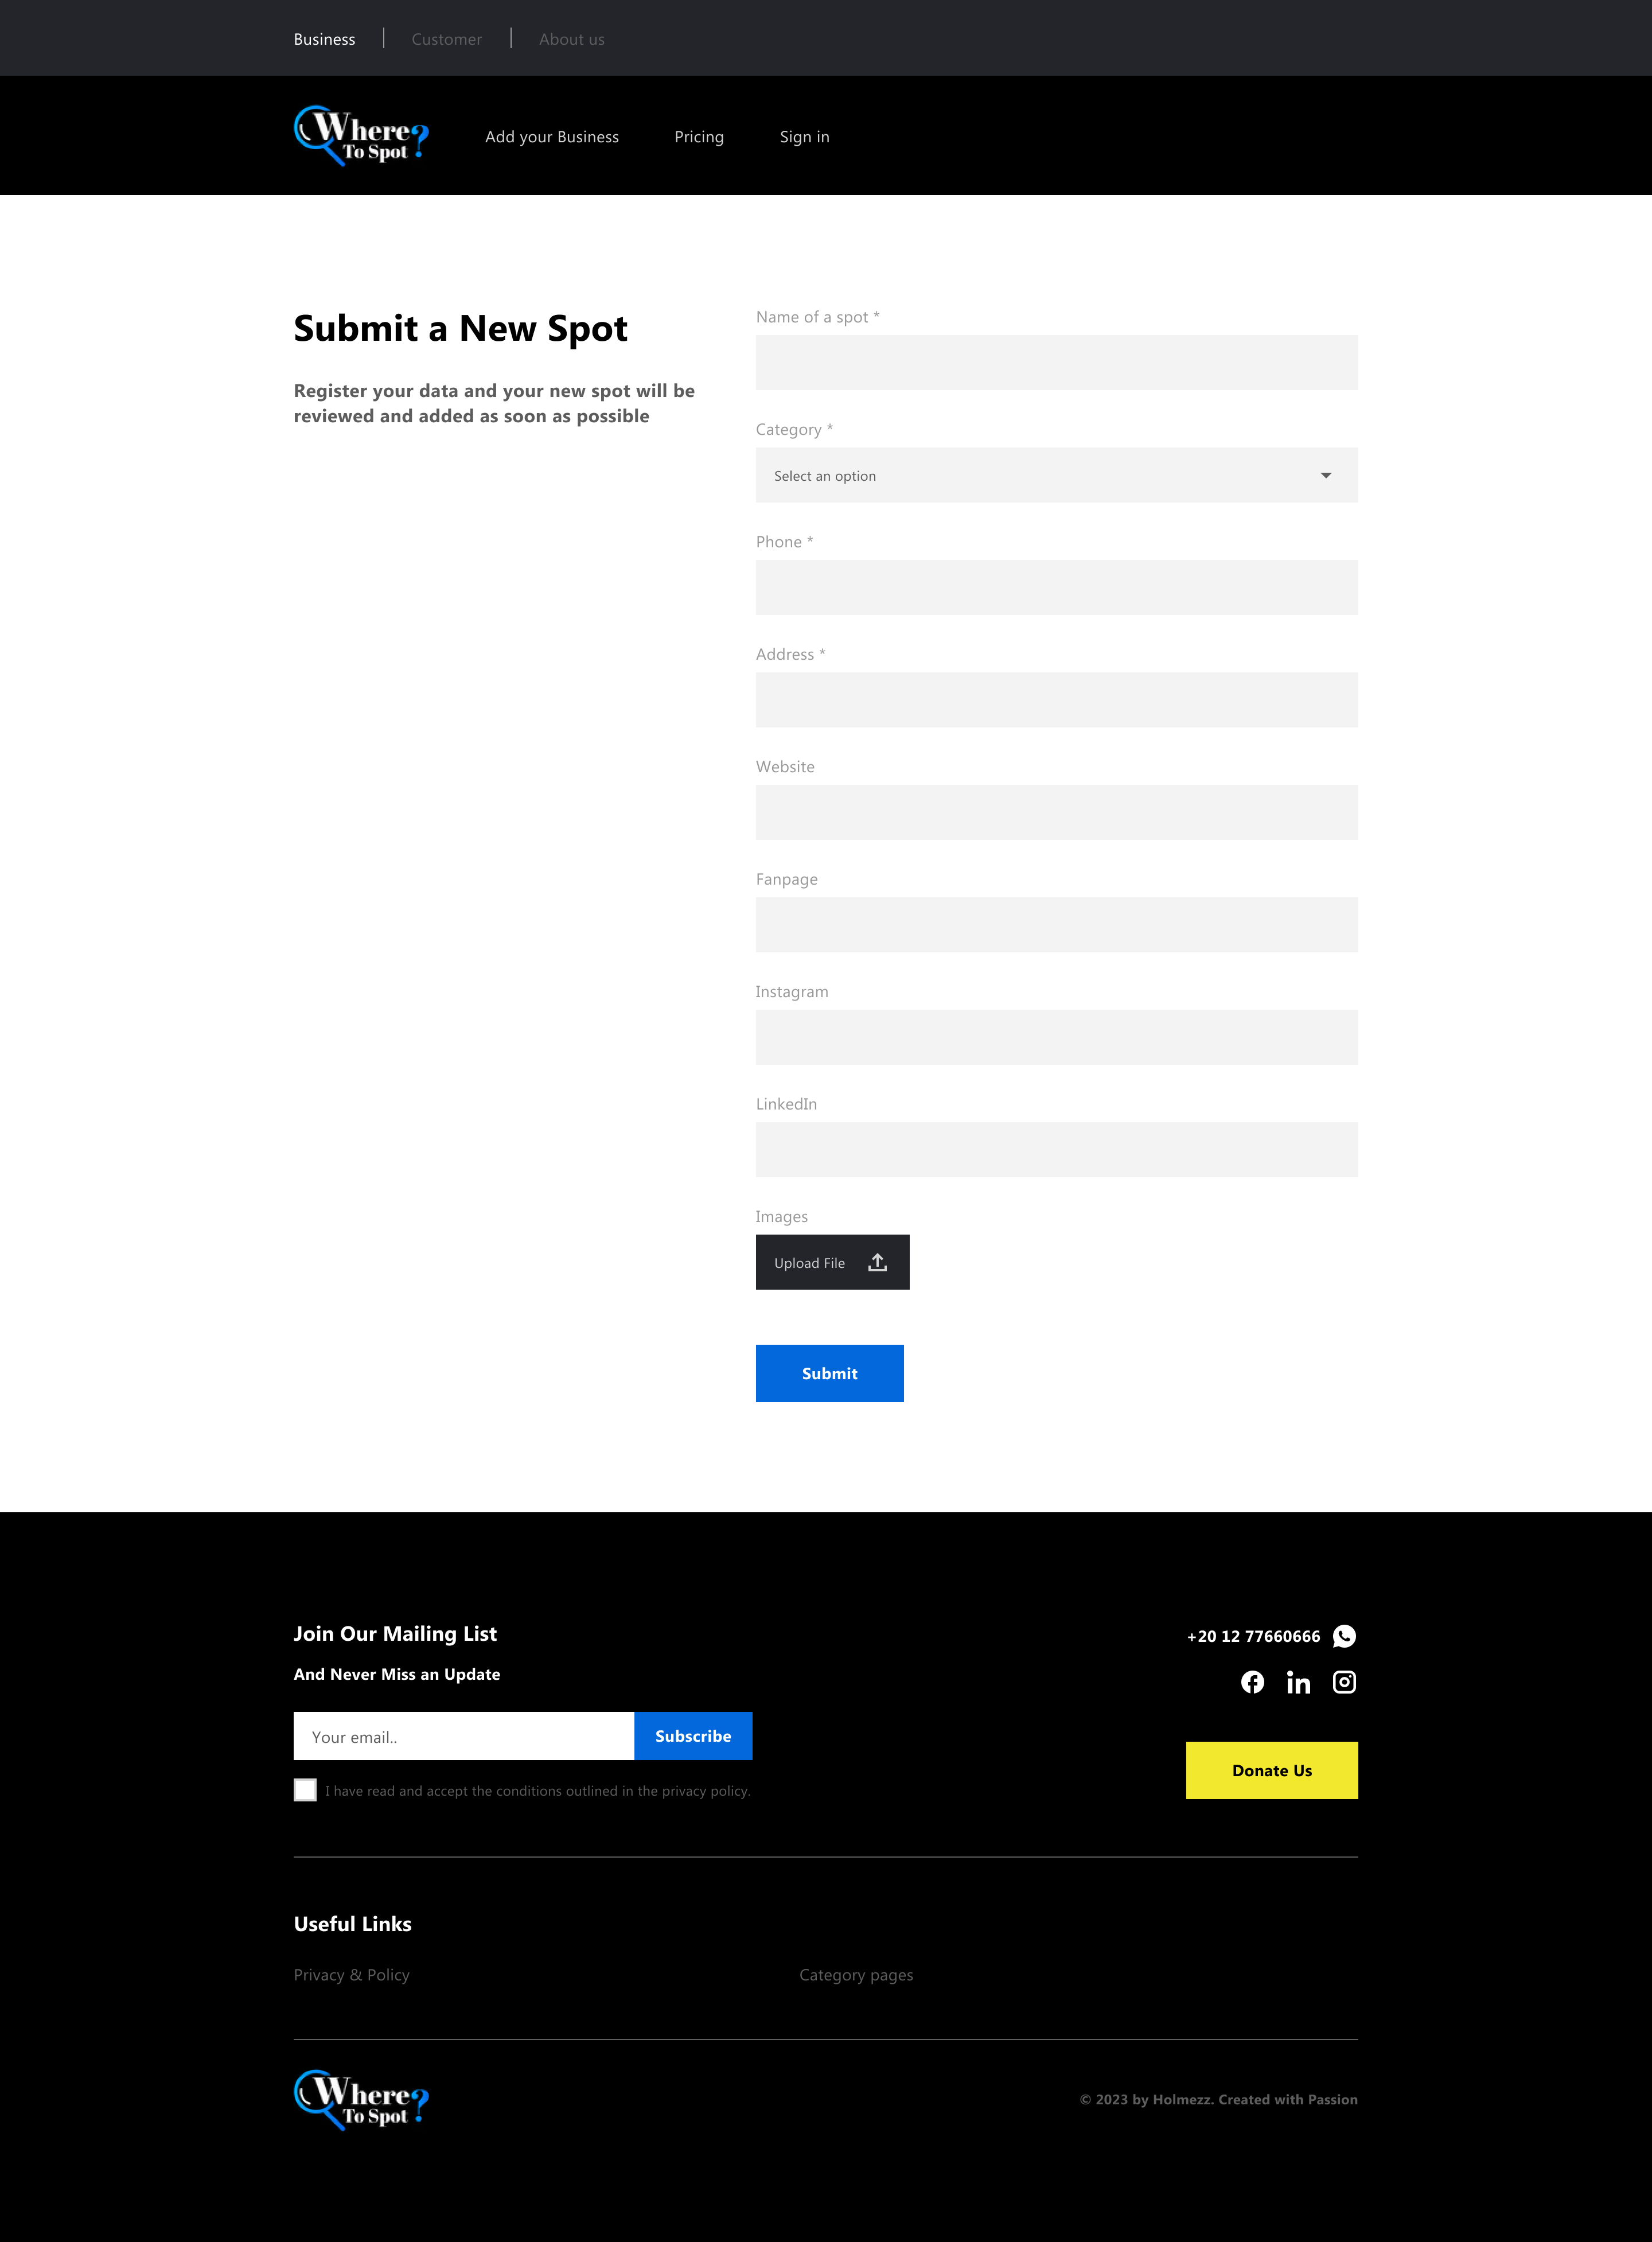 Business
Customer
About us
Where?
To Spot
Add your Business
Pricing
Sign in
Submit a New Spot
Register your data and your new spot will be
reviewed and added as soon as possible
Name of a spot *
Category *
Select an option
Phone *
Address *
Website
Fanpage
Instagram
LinkedIn
Images
Upload File
Submit
Join Our Mailing List
And Never Miss an Update
Your email..
Subscribe
I have read and accept the conditions outlined in the privacy policy.
+20 12 77660666
in
Donate Us
Useful Links
Privacy & Policy
Category pages
Where?
To Spot
© 2023 by Holmezz. Created with Passion